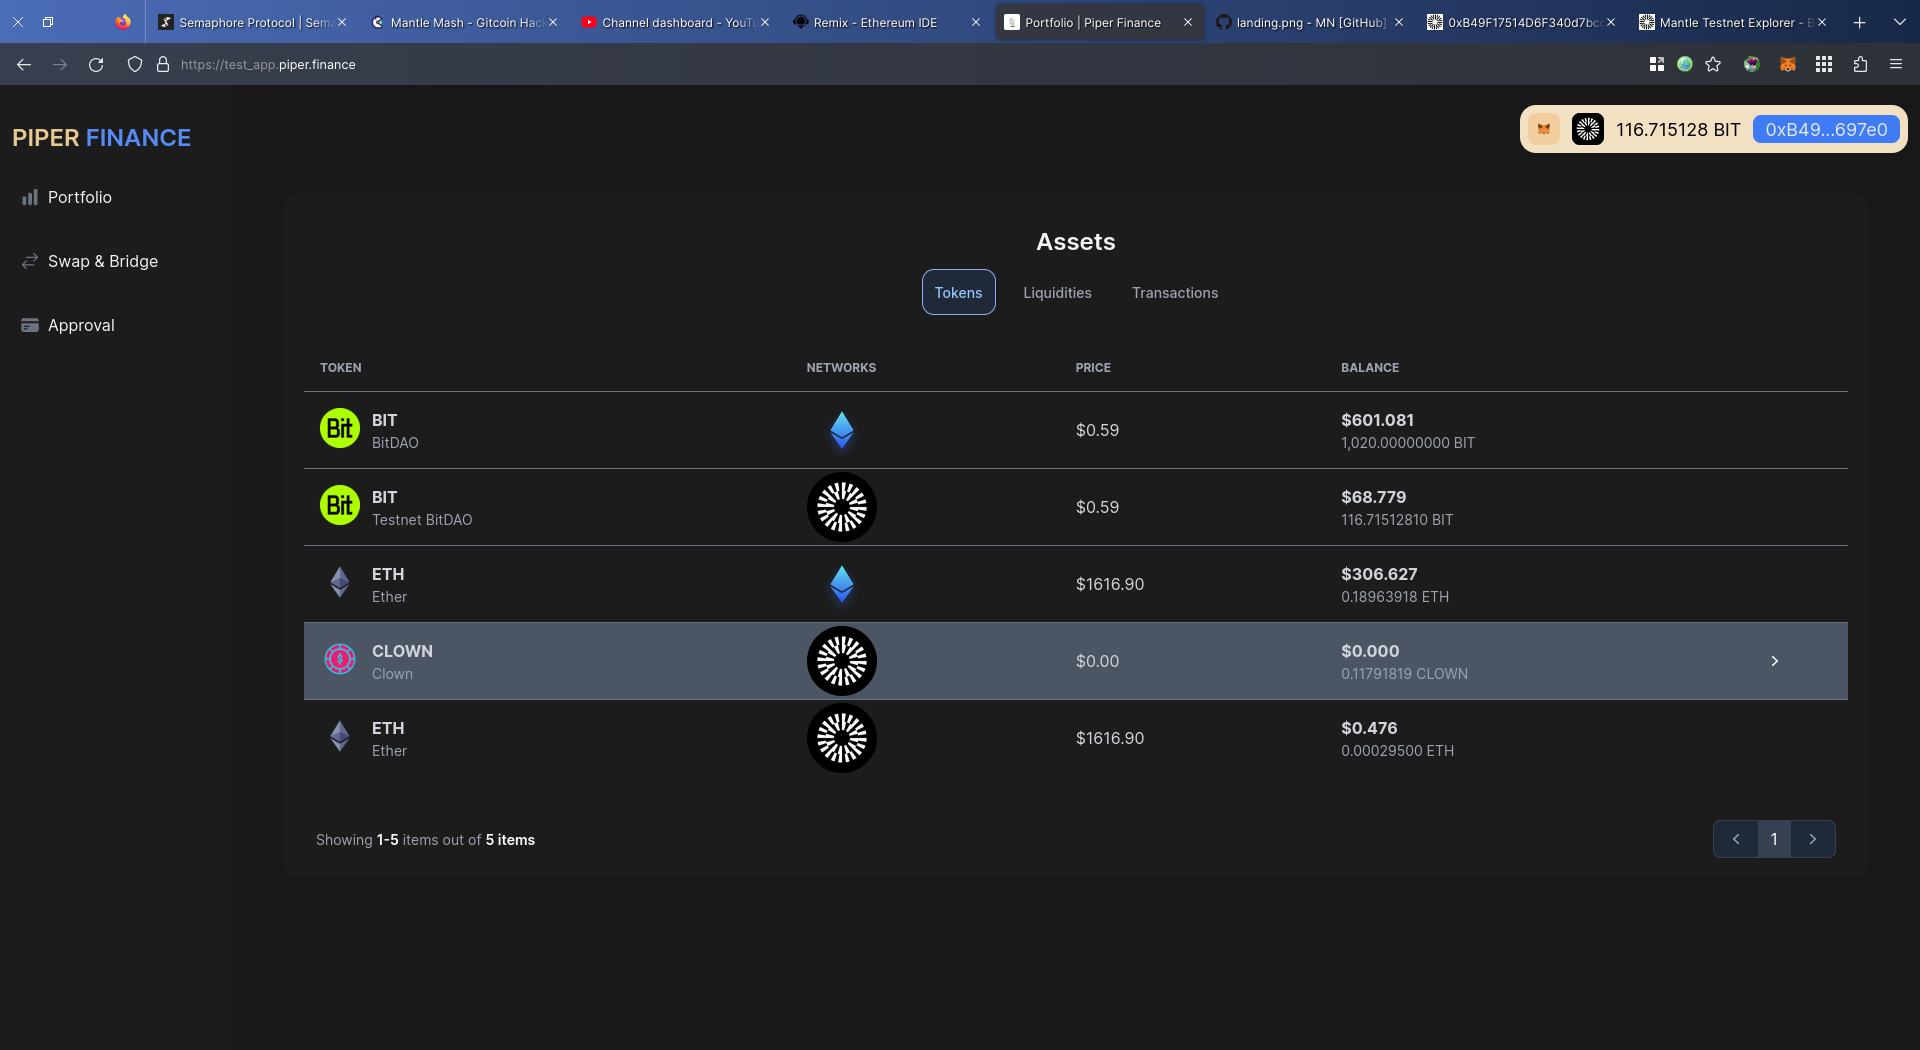 Semaphore Protocol | Sema
Mantle Mash - Gitcoin Hac
Channel dashboard - YouTu
Remix - Ethereum IDE
Portfolio | Piper Finance
landing.png - MN [GitHub]
0xB49F17514D6F340d7bcc
Mantle Testnet Explorer - B
https://test_app.piper.finance
PIPER FINANCE
116.715128 BIT
0xB49...697e0
Portfolio
Swap & Bridge
Approval
Assets
Tokens
Liquidities
Transactions
TOKEN NETWORKS PRICE BALANCE
Bit
BIT
BitDAO
$0.59
$601.081
1,020.00000000 BIT
Bit
BIT
Testnet BitDAO
$0.59
$68.779
116.71512810 BIT
ETH
Ether
$1616.90
$306.627
0.18963918 ETH
$
CLOWN
Clown
$0.00
$0.000
0.11791819 CLOWN
ETH
Ether
$1616.90
$0.476
0.00029500 ETH
Showing 1-5 items out of 5 items
1